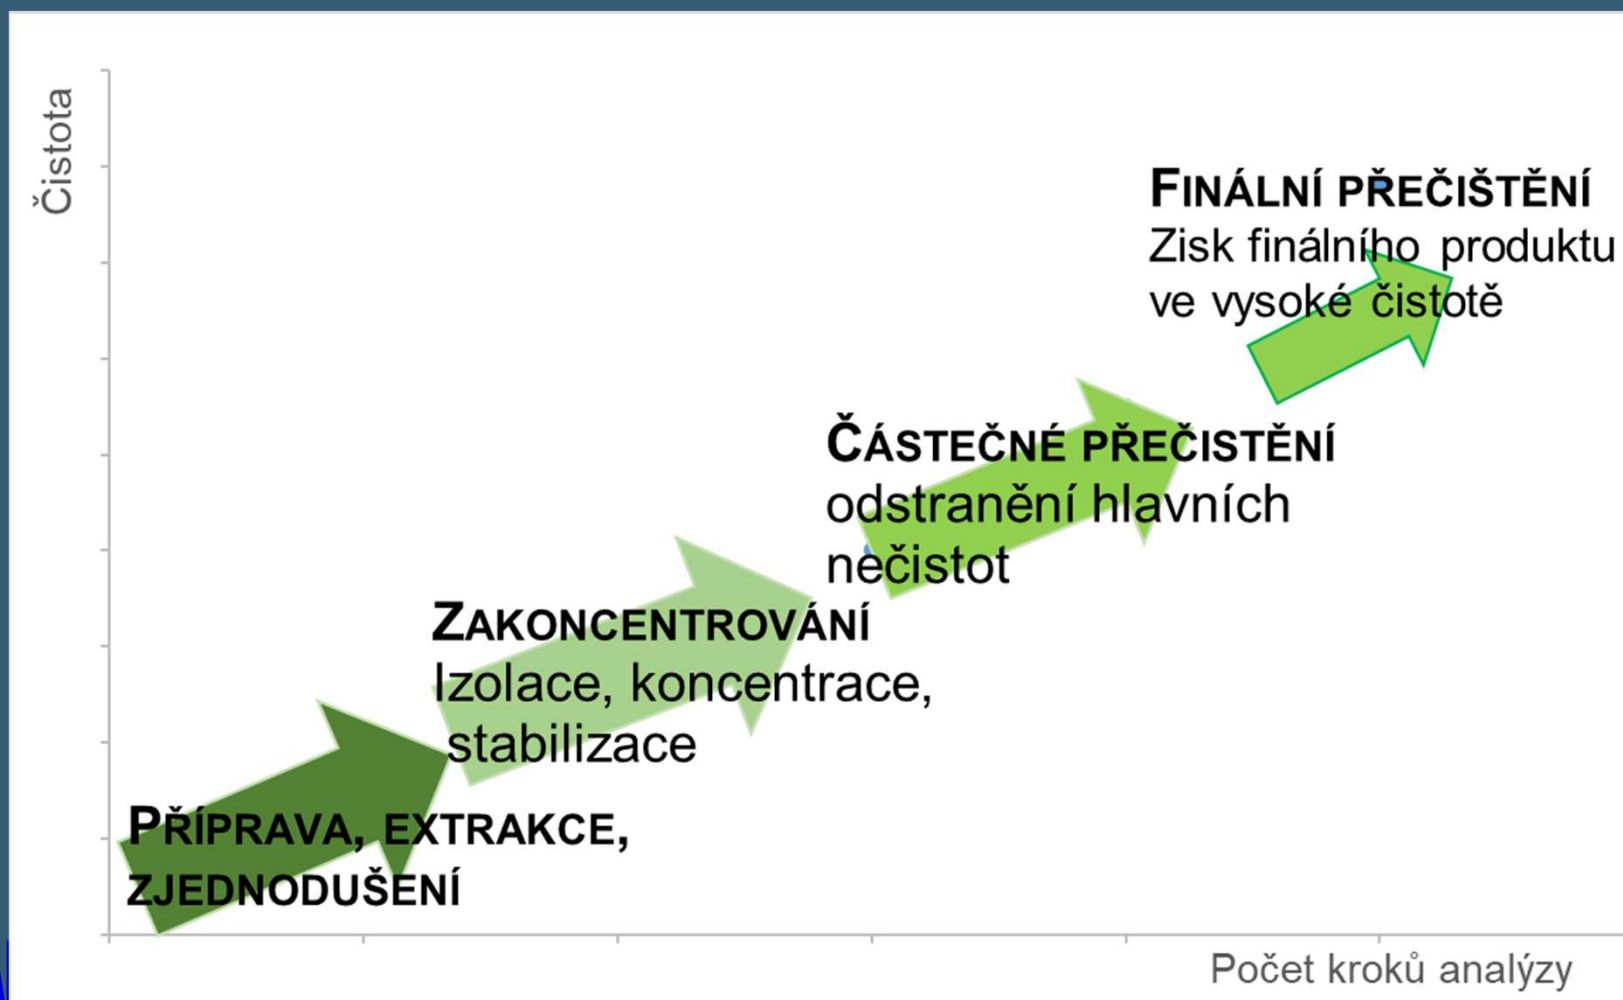 Čistota
FINÁLNÍ PŘEČIŠTĚNÍ
Zisk finálního produktu
ve vysoké čistotě
ČÁSTEČNÉ PŘEČISTĚNÍ
odstranění hlavních
nečistot
ZAKONCENTROVÁNÍ
Izolace, koncentrace,
stabilizace
PŘÍPRAVA, EXTRAKCE,
ZJEDNODUŠENÍ
Počet kroků analýzy